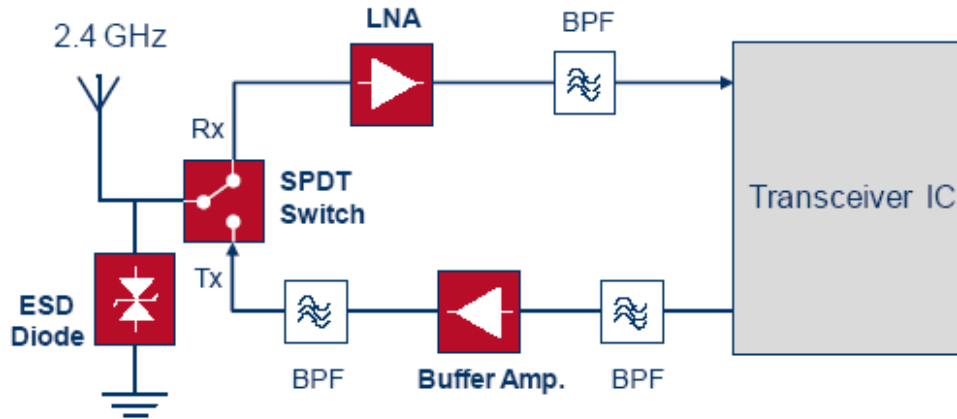 LNA
BPF
2.4 GHz
Rx
SPDT
Switch
Transceiver IC
Tx
ESD
Diode
BPF
Buffer Amp.
BPF